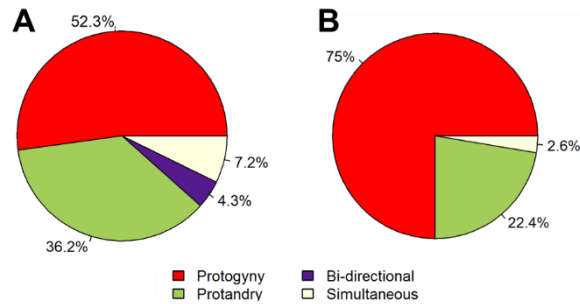 A
B
52.3%
75%
7.2%
2.6%
4.3%
22.4%
36.2%
Protogyny
Bi-directional
Protandry
Simultaneous